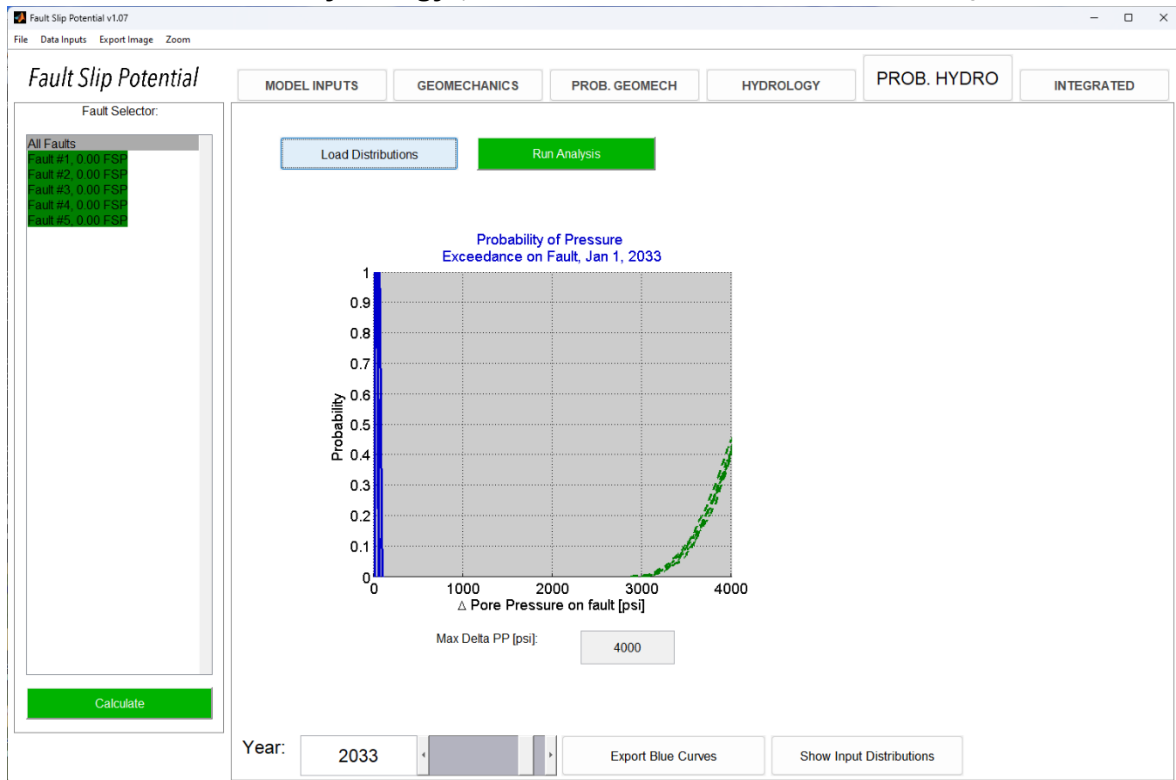 Fault Slip Potential v1.07
File Data Inputs Export Image Zoom
Fault Slip Potential
MODEL INPUTS GEOMECHANICS PROB. GEOMECH HYDROLOGY PROB. HYDRO INTEGRATED
Fault Selector:
All Faults
Fault #1, 0.00 FSP
Fault #2, 0.00 FSP
Fault #3, 0.00 FSP
Fault #4, 0.00 FSP
Fault #5, 0.00 FSP
Calculate
Load Distributions Run Analysis
Probability of Pressure
Exceedance on Fault, Jan 1, 2033
Probability
1
0.9
0.8
0.7
0.6
0.5
0.4
0.3
0.2
0.1
0
0 1000 2000 3000 4000
Δ Pore Pressure on fault [psi]
Max Delta PP [psi]: 4000
Year: 2033 Export Blue Curves Show Input Distributions